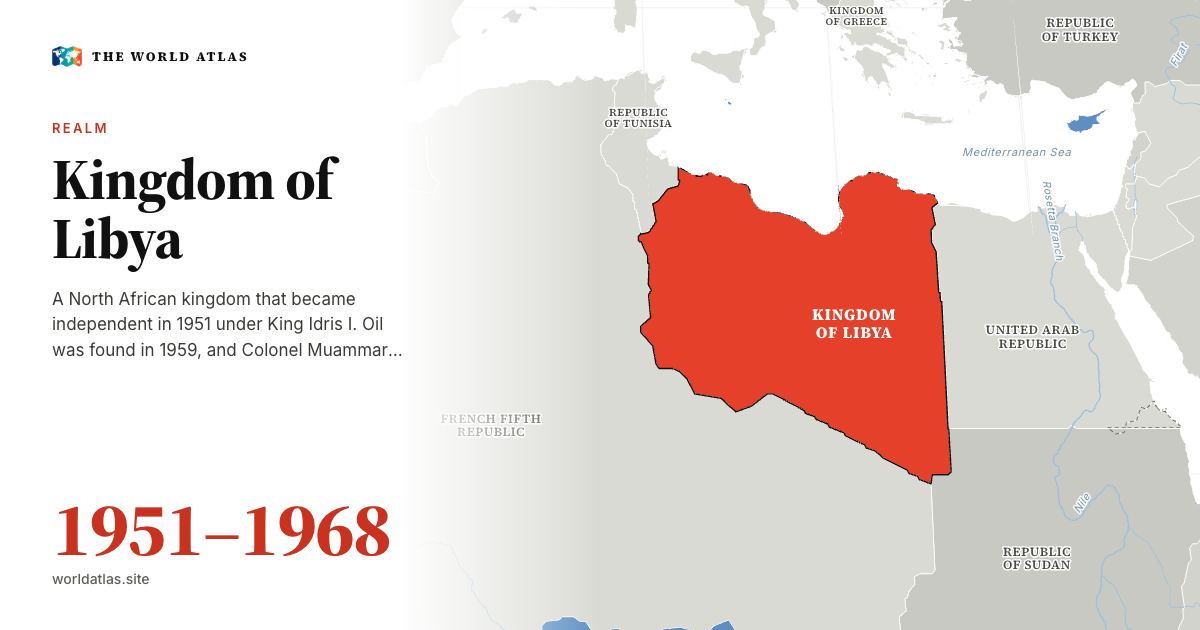 THE WORLD ATLAS
REALM
Kingdom of
Libya
A North African kingdom that became
independent in 1951 under King Idris I. Oil
was found in 1959, and Colonel Muammar...
1951–1968
worldatlas.site
KINGDOM
OF GREECE
REPUBLIC
OF TURKEY
Firat
REPUBLIC
OF TUNISIA
Mediterranean Sea
Rosetta Branch
KINGDOM
OF LIBYA
UNITED ARAB
REPUBLIC
FRENCH FIFTH
REPUBLIC
Nile
REPUBLIC
OF SUDAN